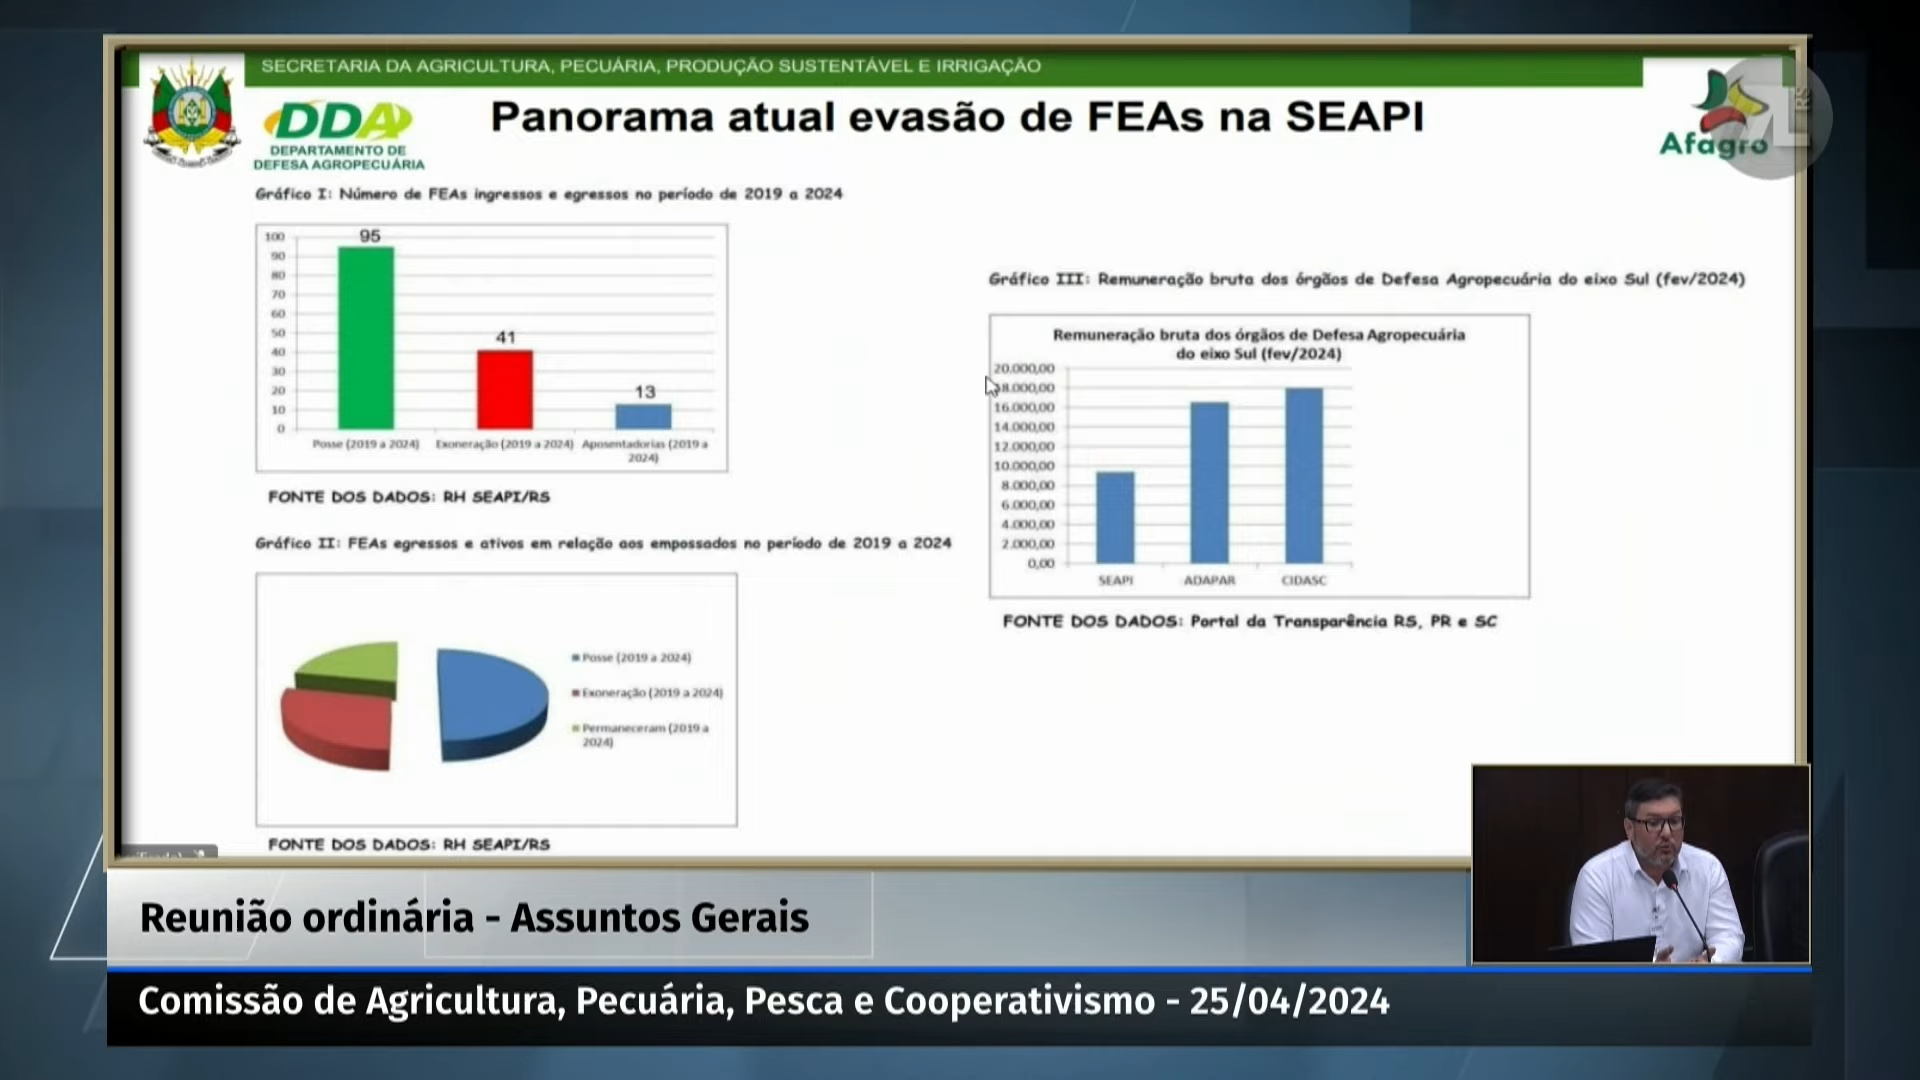 SECRETARIA DA AGRICULTURA, PECUÁRIA, PRODUÇÃO SUSTENTÁVEL E IRRIGAÇÃO
DDA
DEPARTAMENTO DE
DEFESA AGROPECUÁRIA
Panorama atual evasão de FEAs na SEAPI
Afagro
RS
Gráfico I: Número de FEAs ingressos e egressos no período de 2019 a 2024
100
90
80
70
60
50
40
30
20
10
0
95
41
13
Posse (2019 a 2024)
Exoneração (2019 a 2024)
Aposentadorias (2019 a
2024)
FONTE DOS DADOS: RH SEAPI/RS
Gráfico II: FEAs egressos e ativos em relação aos empossados no período de 2019 a 2024
Posse (2019 a 2024)
Exoneração (2019 a 2024)
Permaneceram (2019 a
2024)
FONTE DOS DADOS: RH SEAPI/RS
Gráfico III: Remuneração bruta dos órgãos de Defesa Agropecuária do eixo Sul (fev/2024)
Remuneração bruta dos órgãos de Defesa Agropecuária
do eixo Sul (fev/2024)
20.000,00
18.000,00
16.000,00
14.000,00
12.000,00
10.000,00
8.000,00
6.000,00
4.000,00
2.000,00
0,00
SEAPI
ADAPAR
CIDASC
FONTE DOS DADOS: Portal da Transparência RS, PR e SC
Reunião ordinária - Assuntos Gerais
Comissão de Agricultura, Pecuária, Pesca e Cooperativismo - 25/04/2024